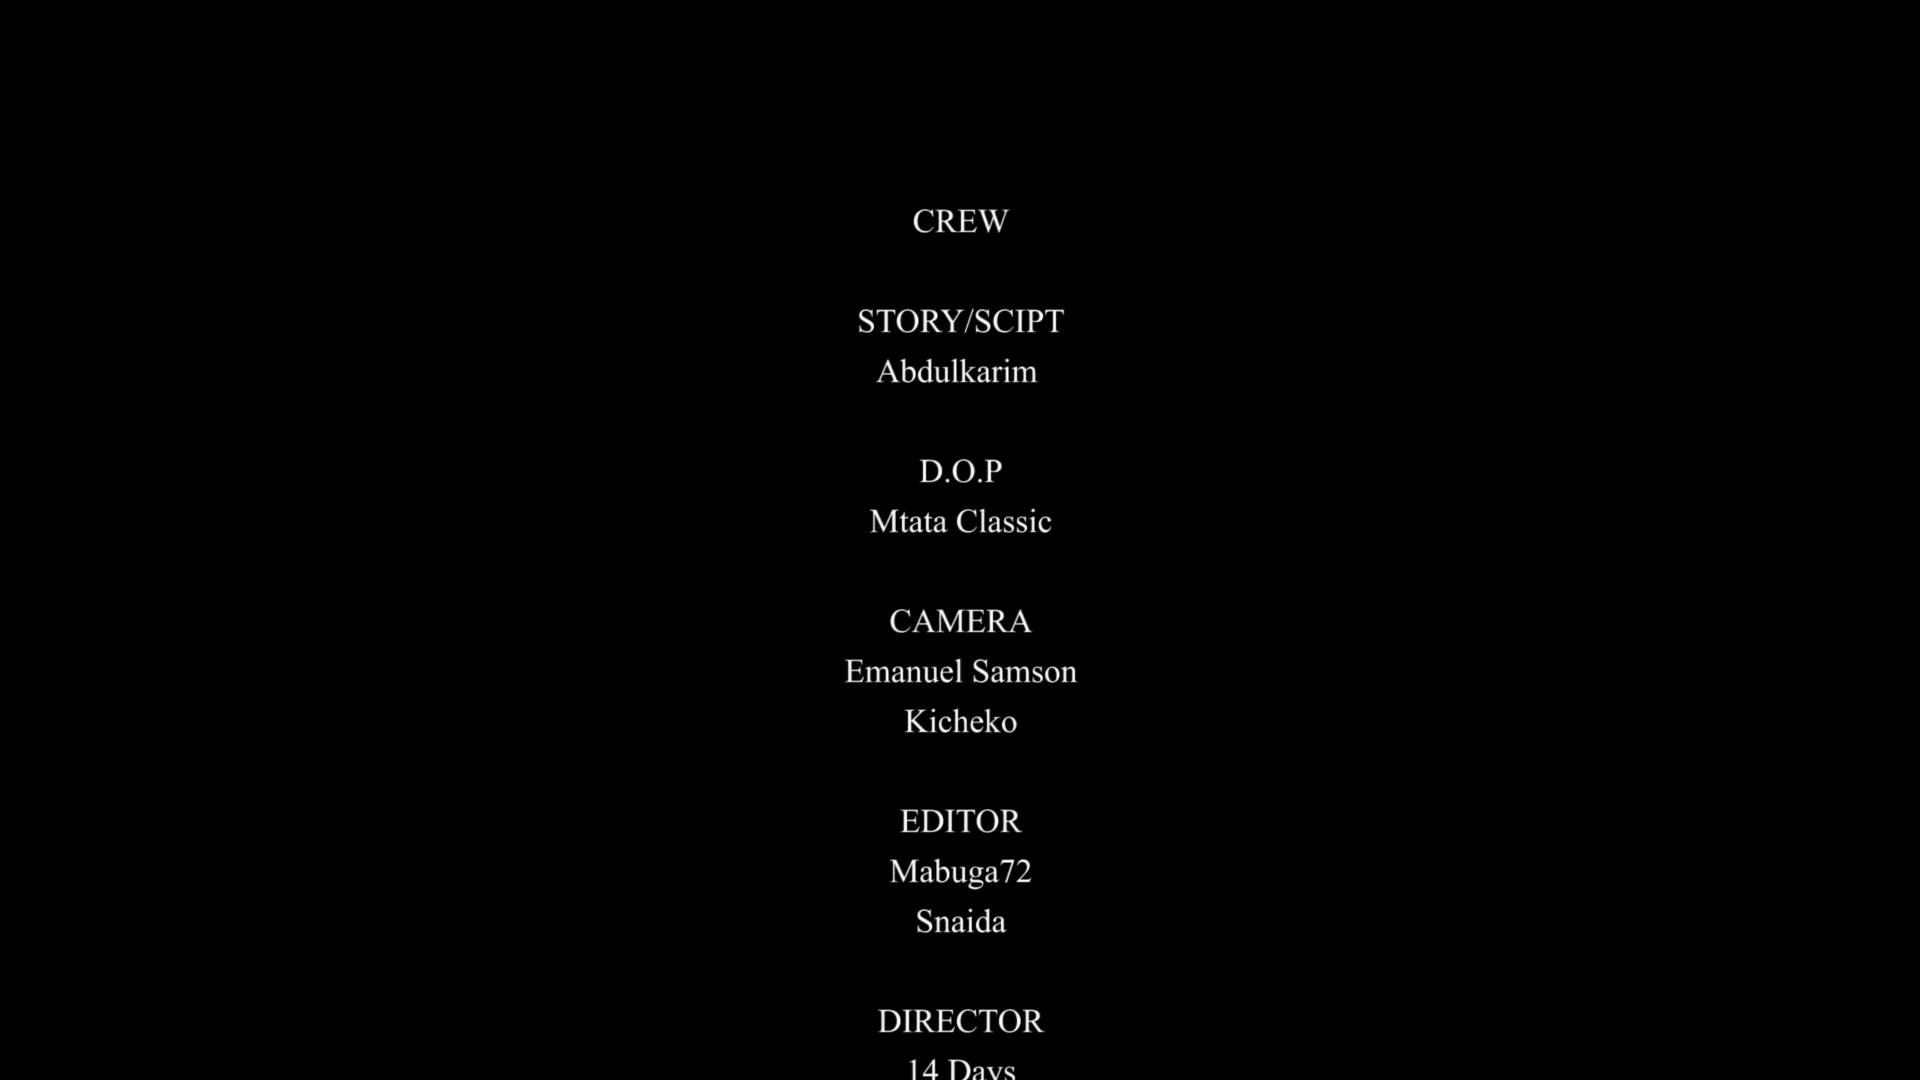 CREW
STORY/SCIPT
Abdulkarim
D.O.P
Mtata Classic
CAMERA
Emanuel Samson
Kicheko
EDITOR
Mabuga72
Snaida
DIRECTOR
14 Days